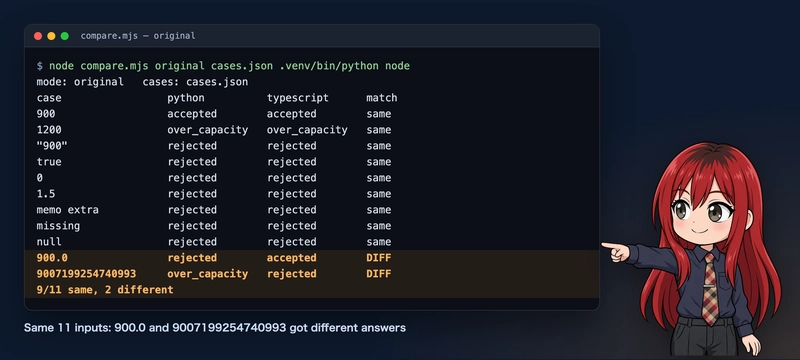 compare.mjs — original
$ node compare.mjs original cases.json .venv/bin/python node
mode: original cases: cases.json
case python typescript match
900 accepted accepted same
1200 over_capacity over_capacity same
"900" rejected rejected same
true rejected rejected same
0 rejected rejected same
1.5 rejected rejected same
memo extra rejected rejected same
missing rejected rejected same
null rejected rejected same
900.0 rejected accepted DIFF
9007199254740993 over_capacity rejected DIFF
9/11 same, 2 different
Same 11 inputs: 900.0 and 9007199254740993 got different answers